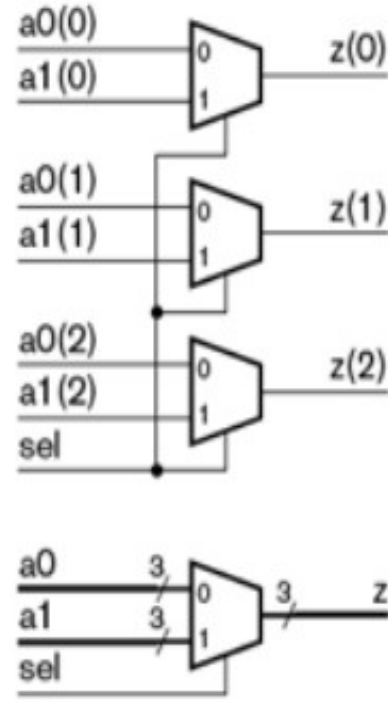 a0(0)
0
z(0)
a1(0)
1
a0(1)
0
z(1)
a1(1)
1
a0(2)
0
z(2)
a1(2)
1
sel
a0
3
0
3
z
a1
3
1
sel